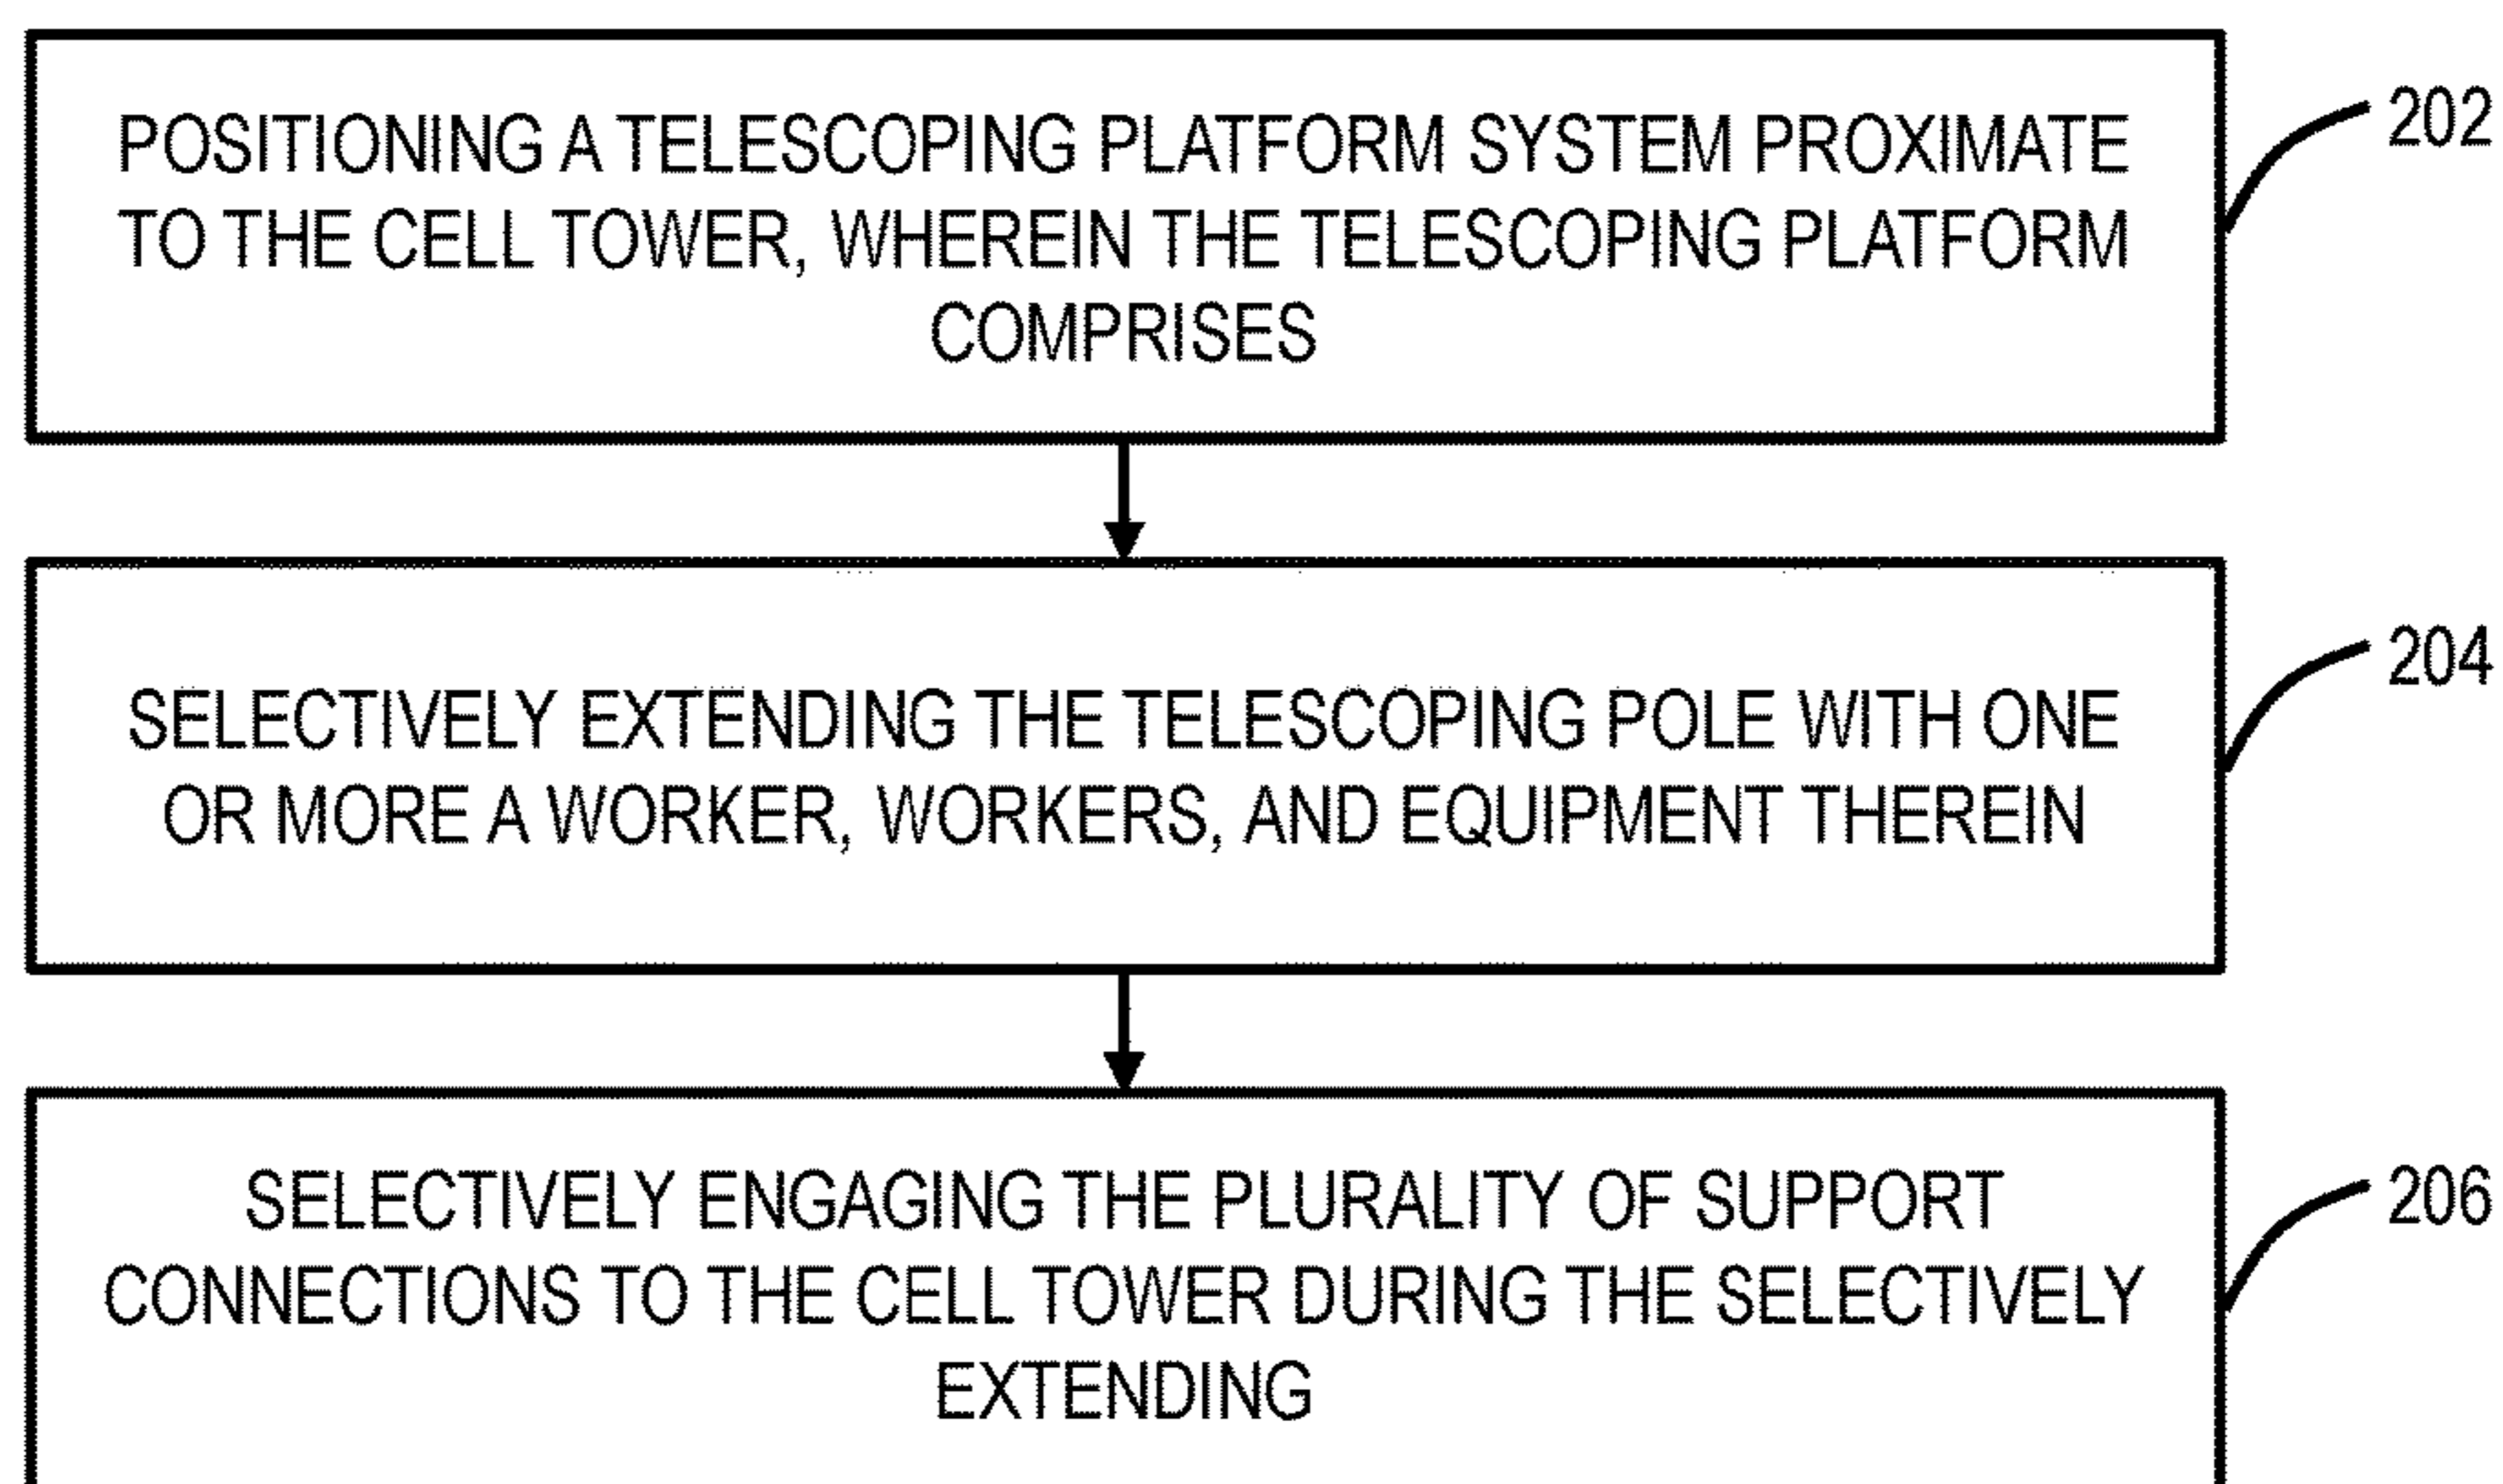 POSITIONING A TELESCOPING PLATFORM SYSTEM PROXIMATE
TO THE CELL TOWER, WHEREIN THE TELESCOPING PLATFORM
COMPRISES
202
SELECTIVELY EXTENDING THE TELESCOPING POLE WITH ONE
OR MORE A WORKER, WORKERS, AND EQUIPMENT THEREIN
204
SELECTIVELY ENGAGING THE PLURALITY OF SUPPORT
CONNECTIONS TO THE CELL TOWER DURING THE SELECTIVELY
EXTENDING
206